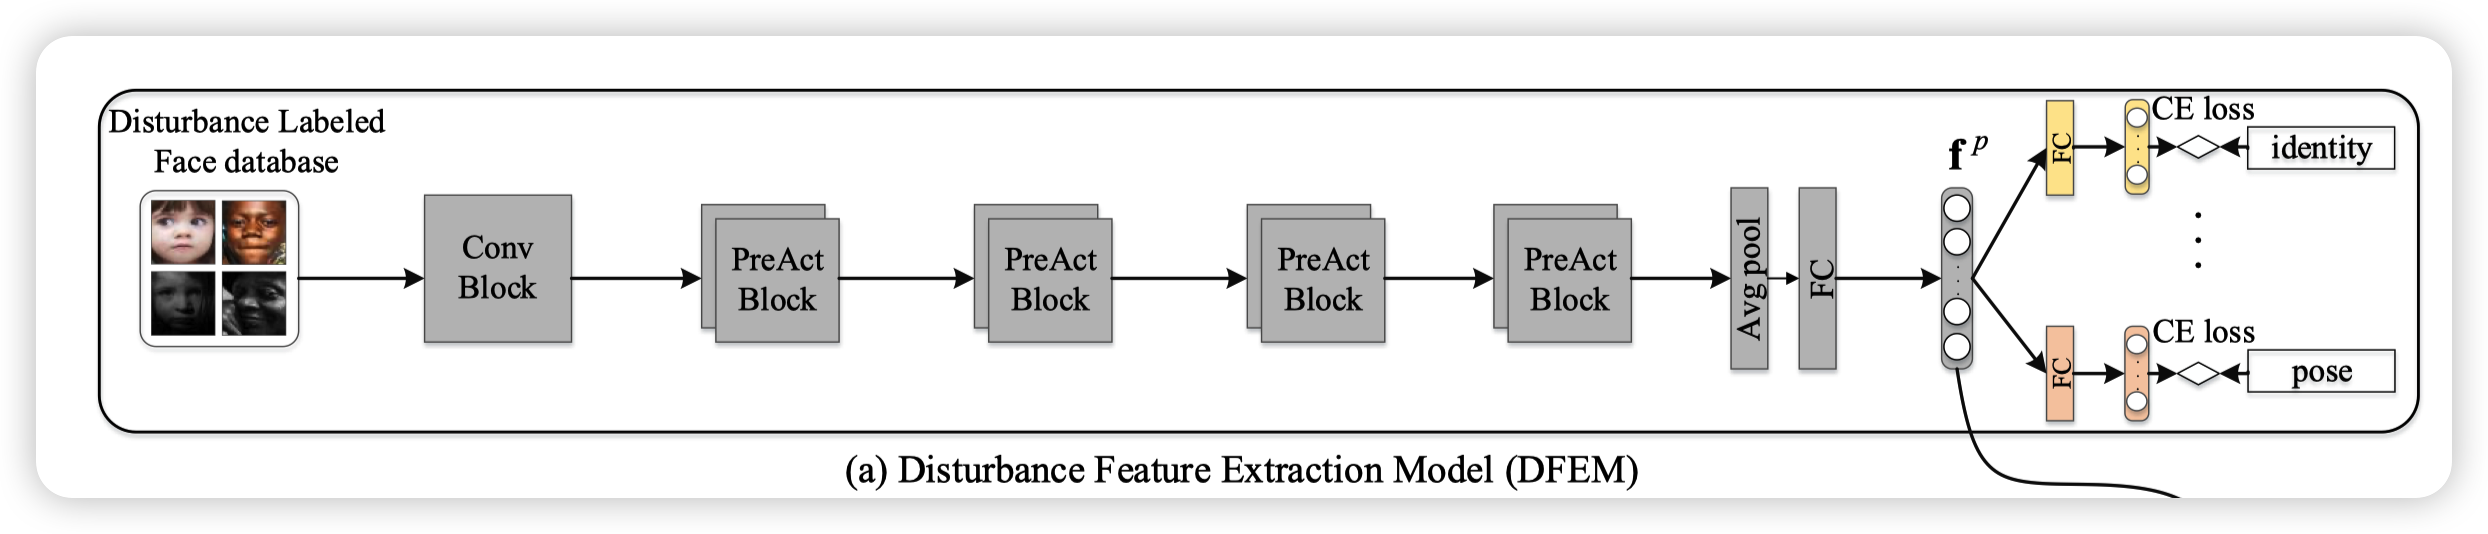 Disturbance Labeled
Face database
Conv
Block
PreAct
Block
PreAct
Block
PreAct
Block
PreAct
Block
Avg pool
FC
f p
FC
CE loss
identity
FC
CE loss
pose
(a) Disturbance Feature Extraction Model (DFEM)